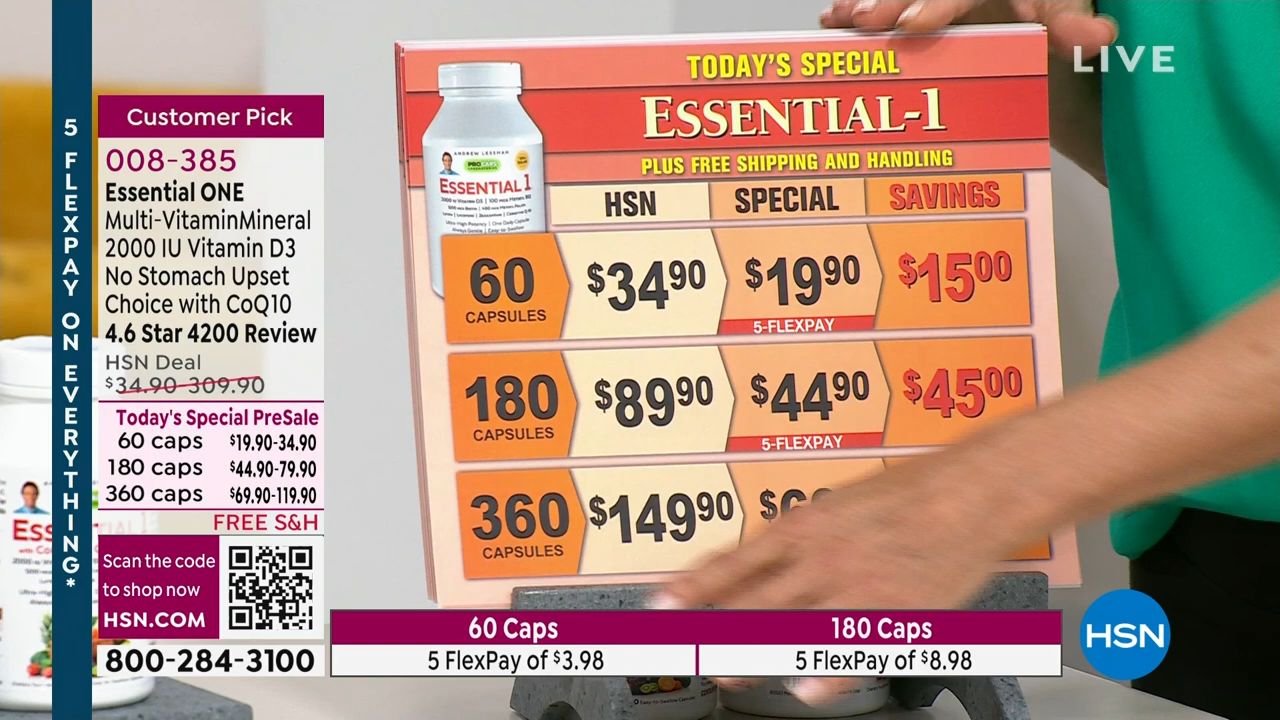 5 FLEXPAY ON EVERYTHING*
Customer Pick
008-385
Essential ONE
Multi-VitaminMineral
2000 IU Vitamin D3
No Stomach Upset
Choice with CoQ10
4.6 Star 4200 Review
HSN Deal
$34.90-309.90
Today's Special PreSale
60 caps $19.90-34.90
180 caps $44.90-79.90
360 caps $69.90-119.90
FREE S&H
Scan the code
to shop now
HSN.COM
800-284-3100
LIVE
TODAY'S SPECIAL
ESSENTIAL-1
PLUS FREE SHIPPING AND HANDLING
HSN SPECIAL SAVINGS
60 CAPSULES $34.90 $19.90 $15.00
5-FLEXPAY
180 CAPSULES $89.90 $44.90 $45.00
5-FLEXPAY
360 CAPSULES $149.90
ANDREW LESSMAN
PROCAPS
ESSENTIAL 1
60 Caps 180 Caps
5 FlexPay of $3.98 5 FlexPay of $8.98
HSN